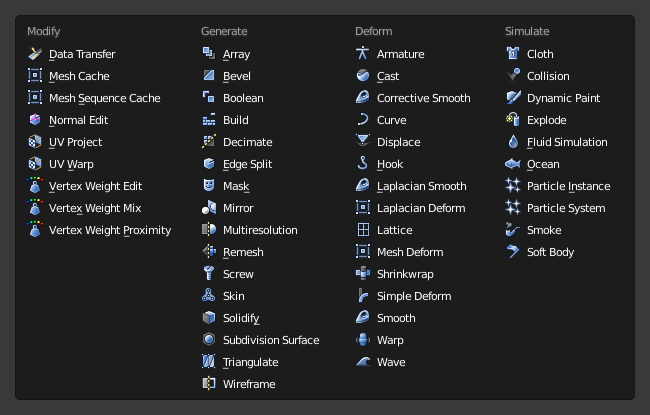 Modify
Data Transfer
Mesh Cache
Mesh Sequence Cache
Normal Edit
UV Project
UV Warp
Vertex Weight Edit
Vertex Weight Mix
Vertex Weight Proximity
Generate
Array
Bevel
Boolean
Build
Decimate
Edge Split
Mask
Mirror
Multiresolution
Remesh
Screw
Skin
Solidify
Subdivision Surface
Triangulate
Wireframe
Deform
Armature
Cast
Corrective Smooth
Curve
Displace
Hook
Laplacian Smooth
Laplacian Deform
Lattice
Mesh Deform
Shrinkwrap
Simple Deform
Smooth
Warp
Wave
Simulate
Cloth
Collision
Dynamic Paint
Explode
Fluid Simulation
Ocean
Particle Instance
Particle System
Smoke
Soft Body